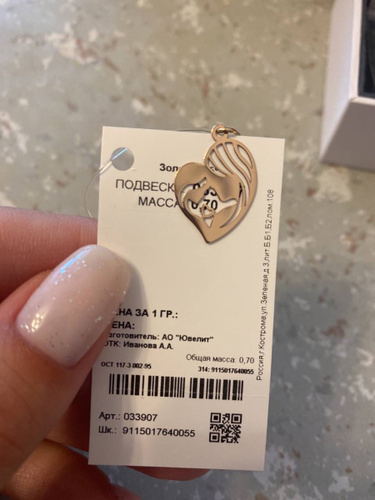 Зол
ПОДВЕСК
МАССА 0,70
ЕНА ЗА 1 ГР.:
ЕНА:
зготовитель: АО "Ювелит"
ОТК: Иванова А.А.
Общая масса: 0,70
ОСТ 117-3.002.95
314: 9115017640055
Арт.: 033907
Шк.: 9115017640055
Россия,г.Кострома,ул.Зеленая,д.3,лит.Б,Б1,Б2,пом.108